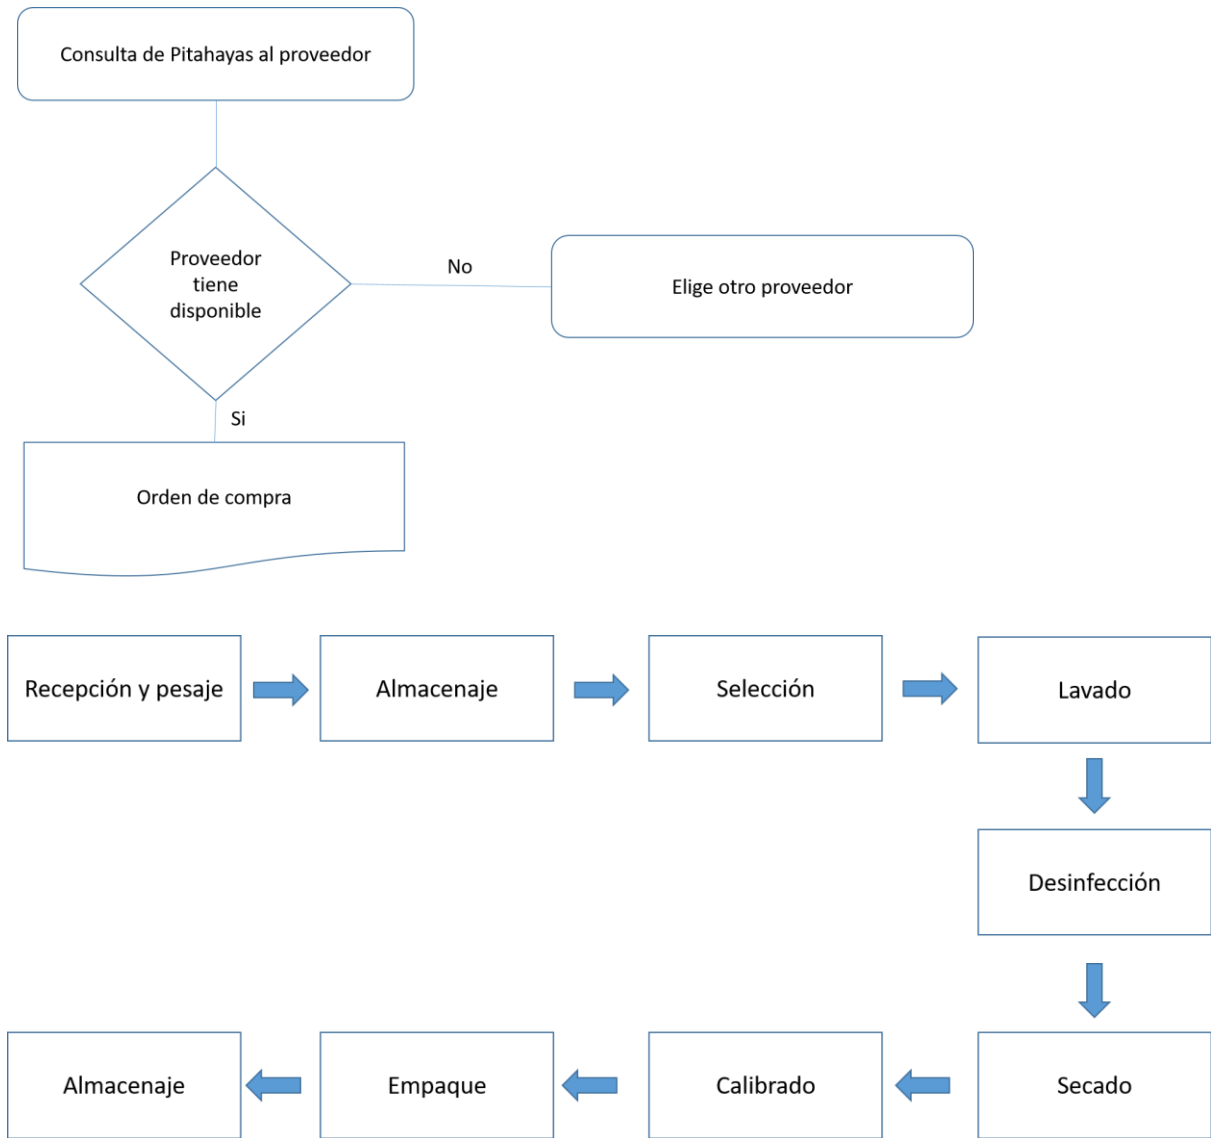 Consulta de Pitahayas al proveedor
Proveedor
tiene
disponible
No
Elige otro proveedor
Si
Orden de compra
Recepción y pesaje
Almacenaje
Selección
Lavado
Desinfección
Secado
Calibrado
Empaque
Almacenaje